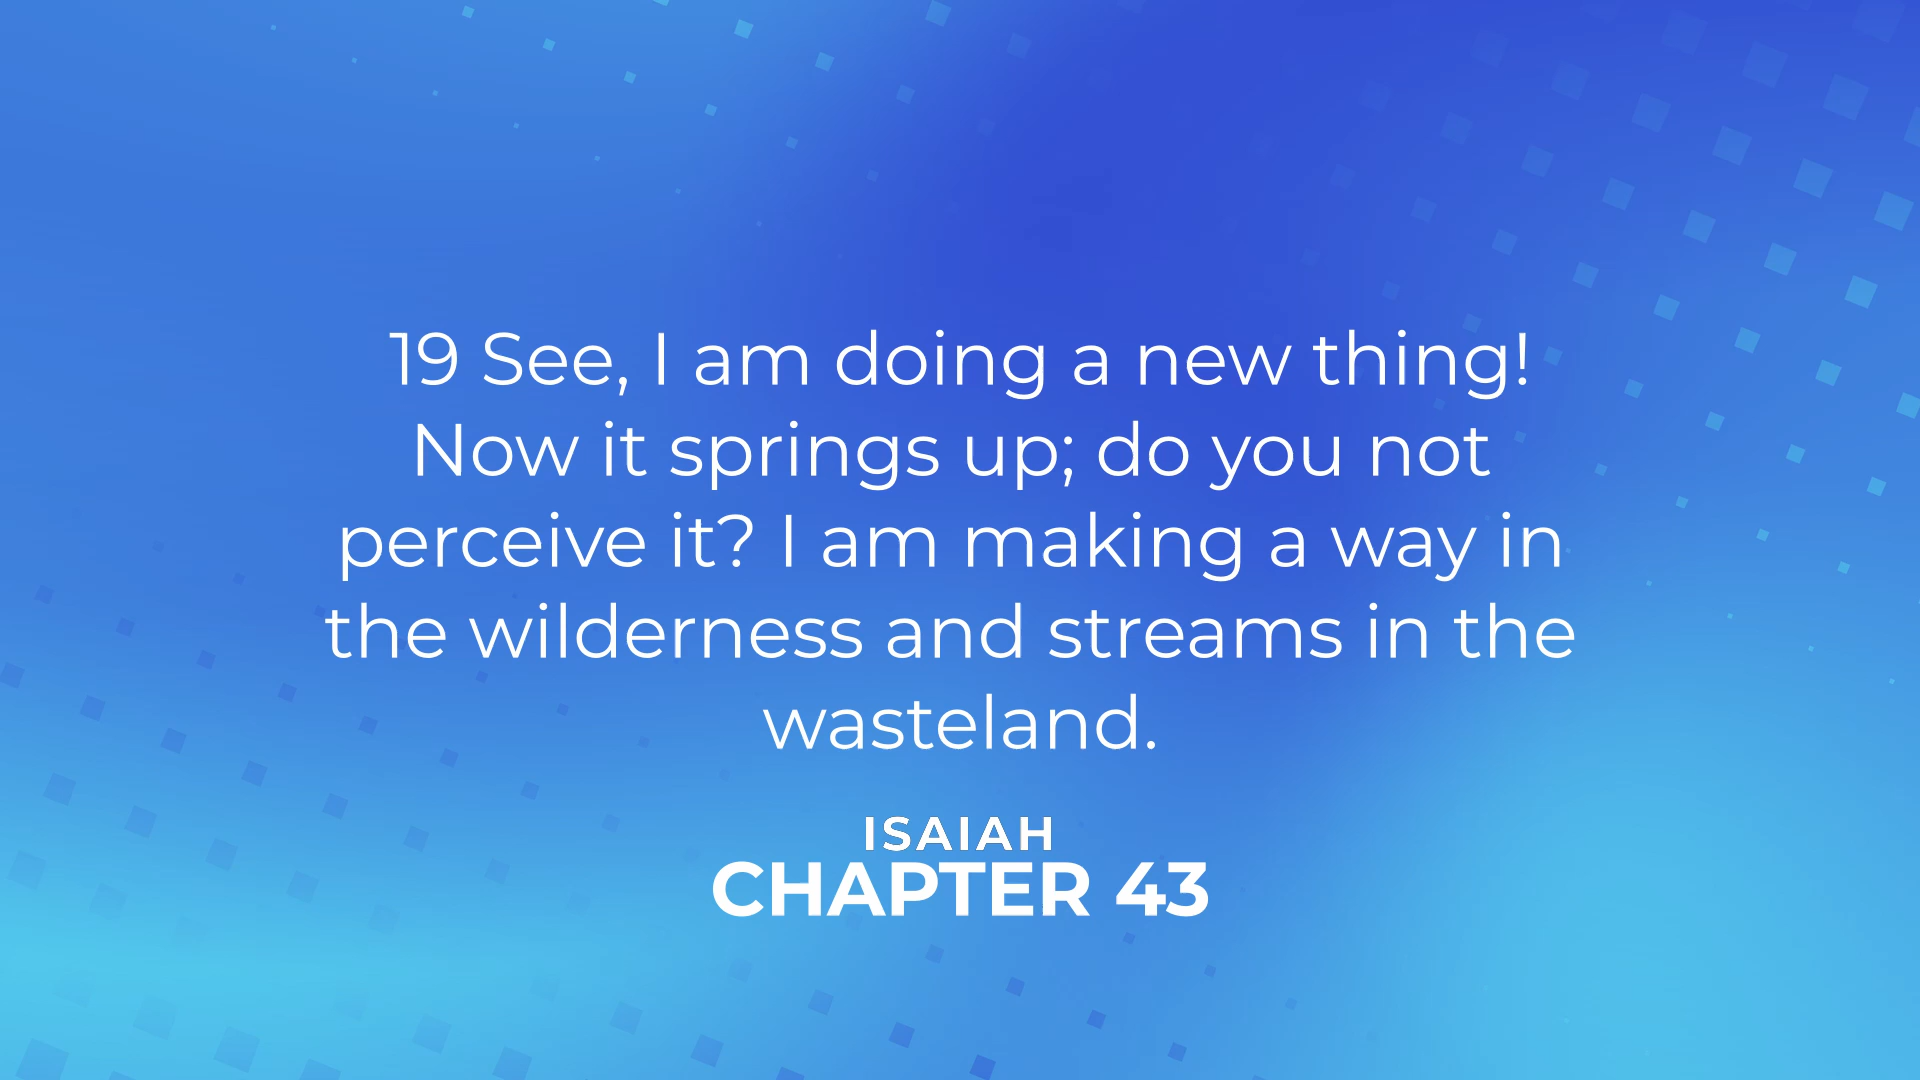 19 See, I am doing a new thing!
Now it springs up; do you not
perceive it? I am making a way in
the wilderness and streams in the
wasteland.
ISAIAH
CHAPTER 43